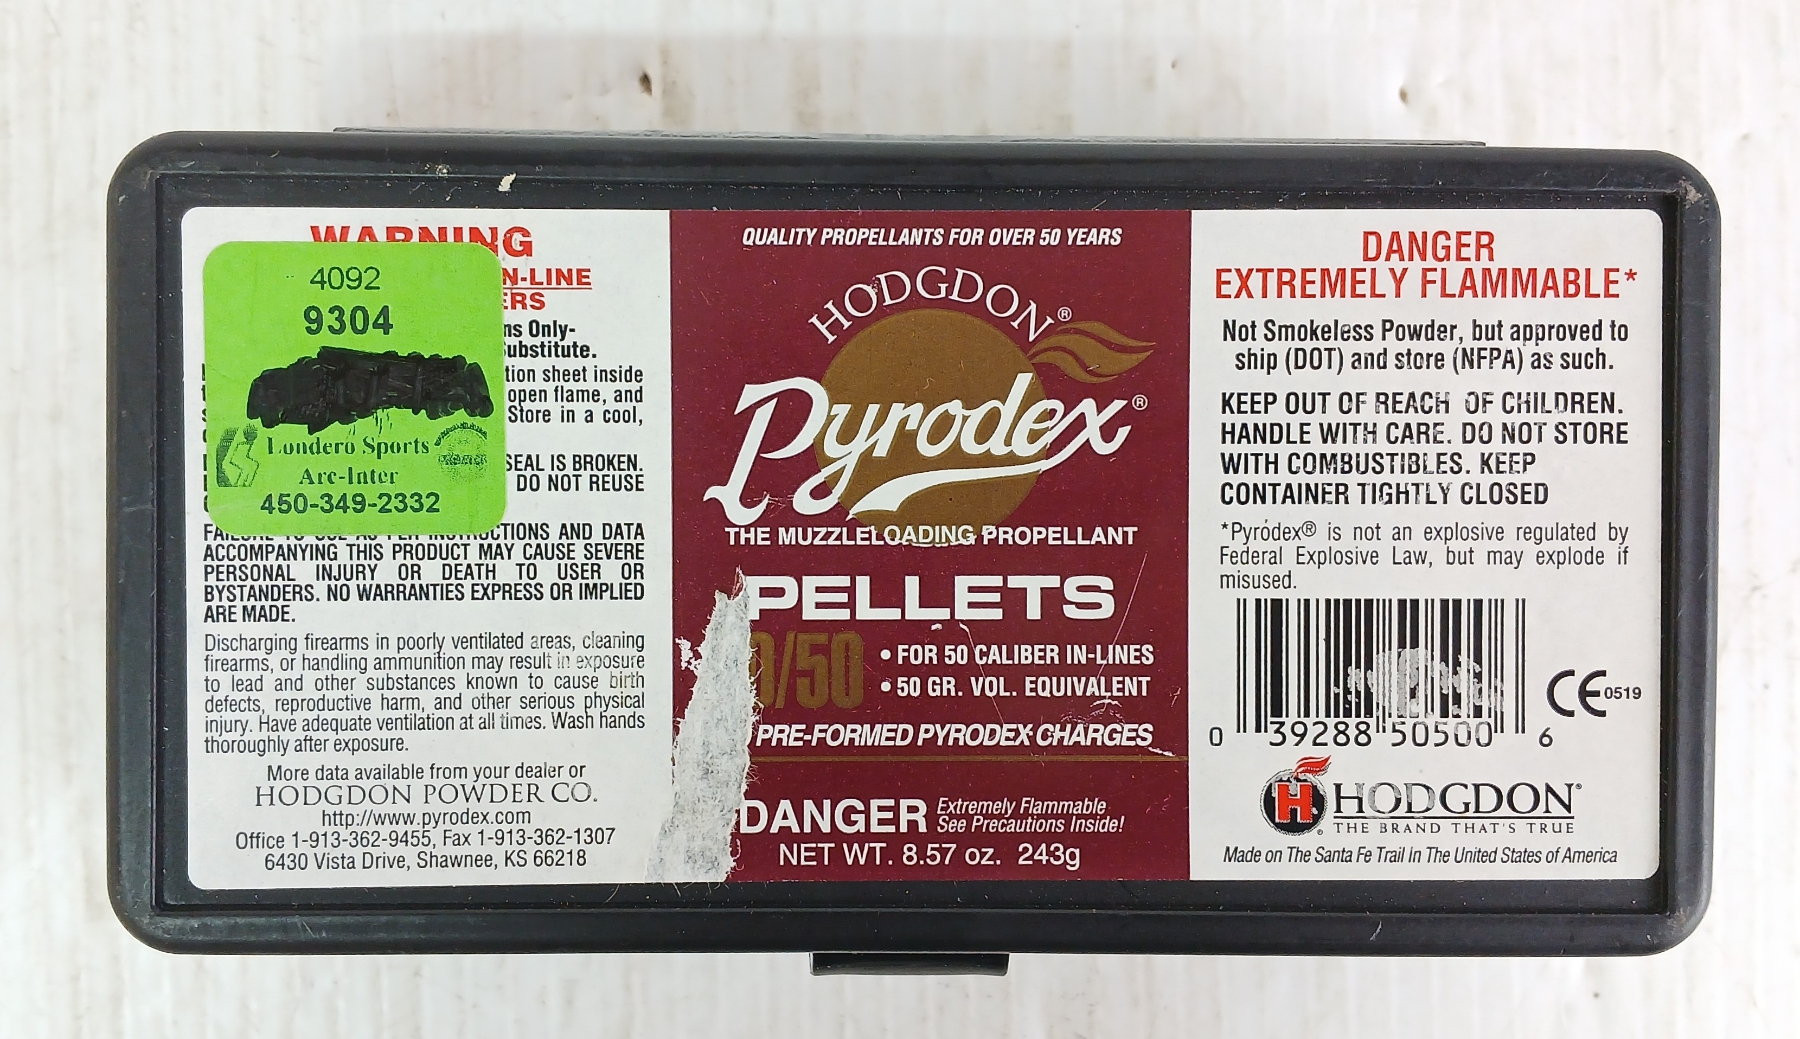 WARNING
N-LINE
ERS
4092
9304
Londero Sports
Arc-Inter
450-349-2332
ns Only-
ubstitute.
tion sheet inside
open flame, and
Store in a cool,
SEAL IS BROKEN.
DO NOT REUSE
INSTRUCTIONS AND DATA
ACCOMPANYING THIS PRODUCT MAY CAUSE SEVERE
PERSONAL INJURY OR DEATH TO USER OR
BYSTANDERS. NO WARRANTIES EXPRESS OR IMPLIED
ARE MADE.
Discharging firearms in poorly ventilated areas, cleaning
firearms, or handling ammunition may result in exposure
to lead and other substances known to cause birth
defects, reproductive harm, and other serious physical
injury. Have adequate ventilation at all times. Wash hands
thoroughly after exposure.
More data available from your dealer or
HODGDON POWDER CO.
http://www.pyrodex.com
Office 1-913-362-9455, Fax 1-913-362-1307
6430 Vista Drive, Shawnee, KS 66218
QUALITY PROPELLANTS FOR OVER 50 YEARS
HODGDON®
Pyrodex®
THE MUZZLELOADING PROPELLANT
PELLETS
0/50
• FOR 50 CALIBER IN-LINES
• 50 GR. VOL. EQUIVALENT
PRE-FORMED PYRODEX CHARGES
DANGER Extremely Flammable
See Precautions Inside!
NET WT. 8.57 oz. 243g
DANGER
EXTREMELY FLAMMABLE*
Not Smokeless Powder, but approved to
ship (DOT) and store (NFPA) as such.
KEEP OUT OF REACH OF CHILDREN.
HANDLE WITH CARE. DO NOT STORE
WITH COMBUSTIBLES. KEEP
CONTAINER TIGHTLY CLOSED
*Pyrodex® is not an explosive regulated by
Federal Explosive Law, but may explode if
misused.
0 39288 50500 6
CE 0519
H HODGDON®
THE BRAND THAT'S TRUE
Made on The Santa Fe Trail In The United States of America